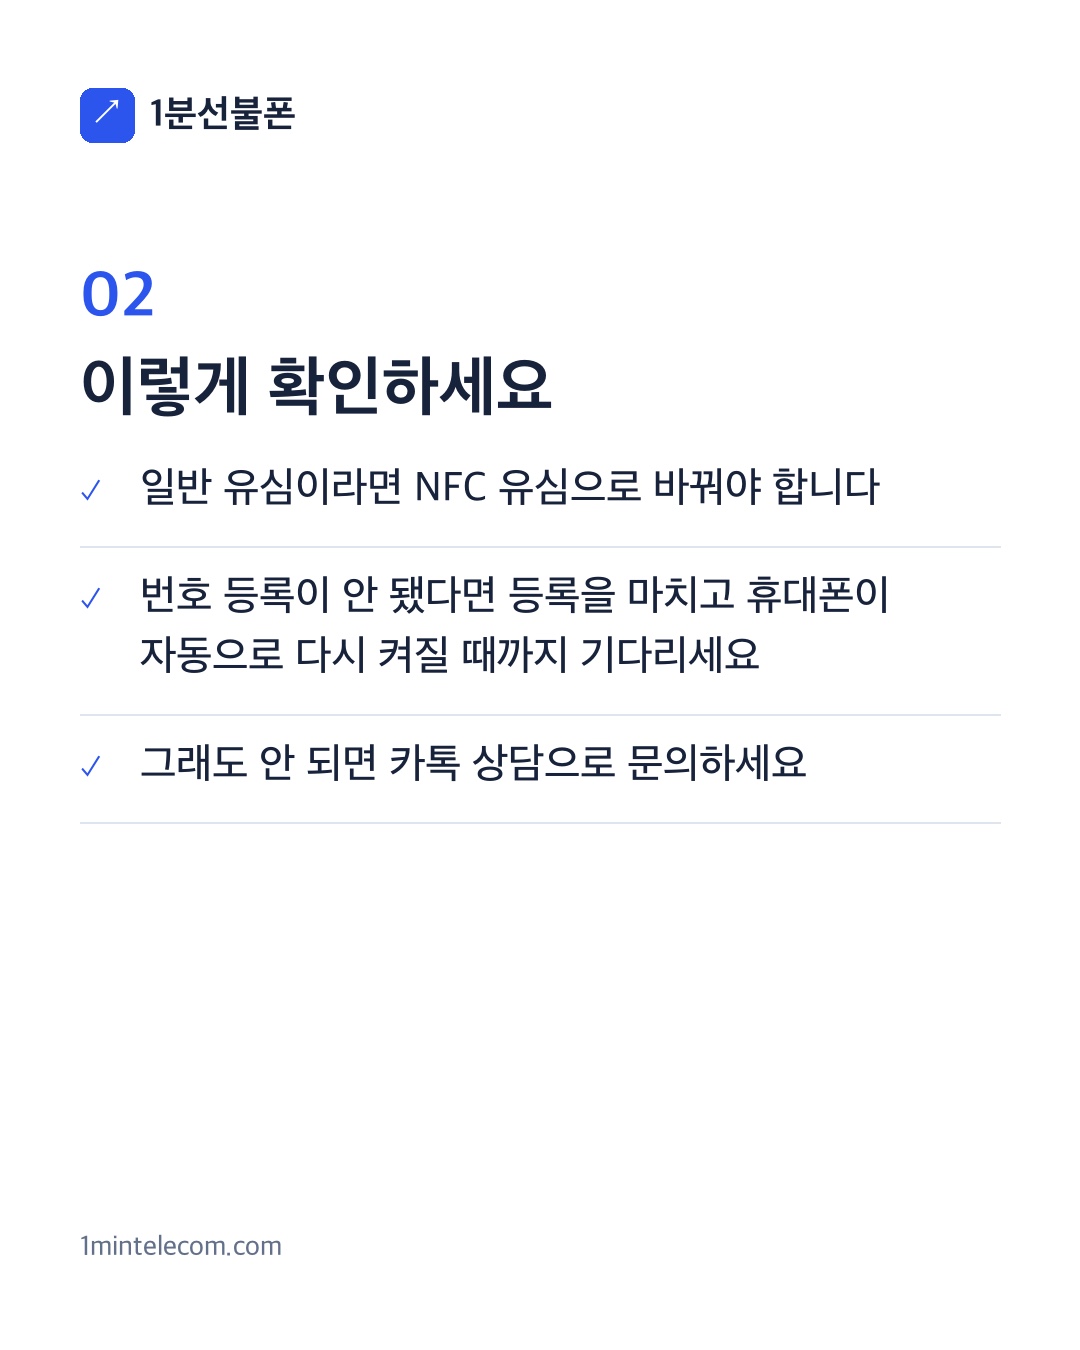 1분선불폰
02
이렇게 확인하세요
일반 유심이라면 NFC 유심으로 바꿔야 합니다
번호 등록이 안 됐다면 등록을 마치고 휴대폰이
자동으로 다시 켜질 때까지 기다리세요
그래도 안 되면 카톡 상담으로 문의하세요
1mintelecom.com